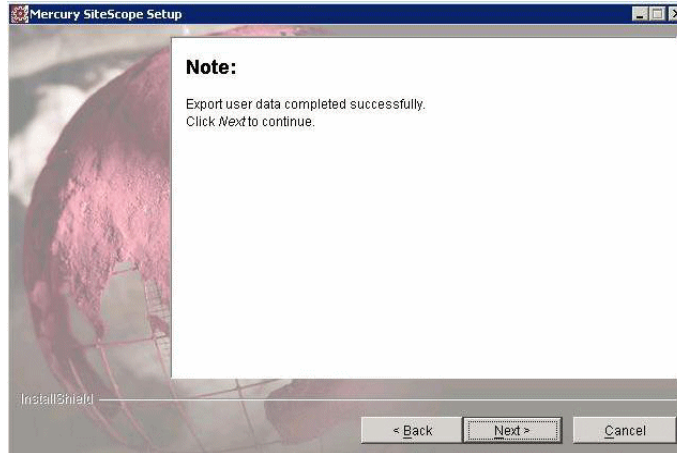 Mercury SiteScope Setup
Note:
Export user data completed successfully.
Click Next to continue.
InstallShield
< Back
Next >
Cancel